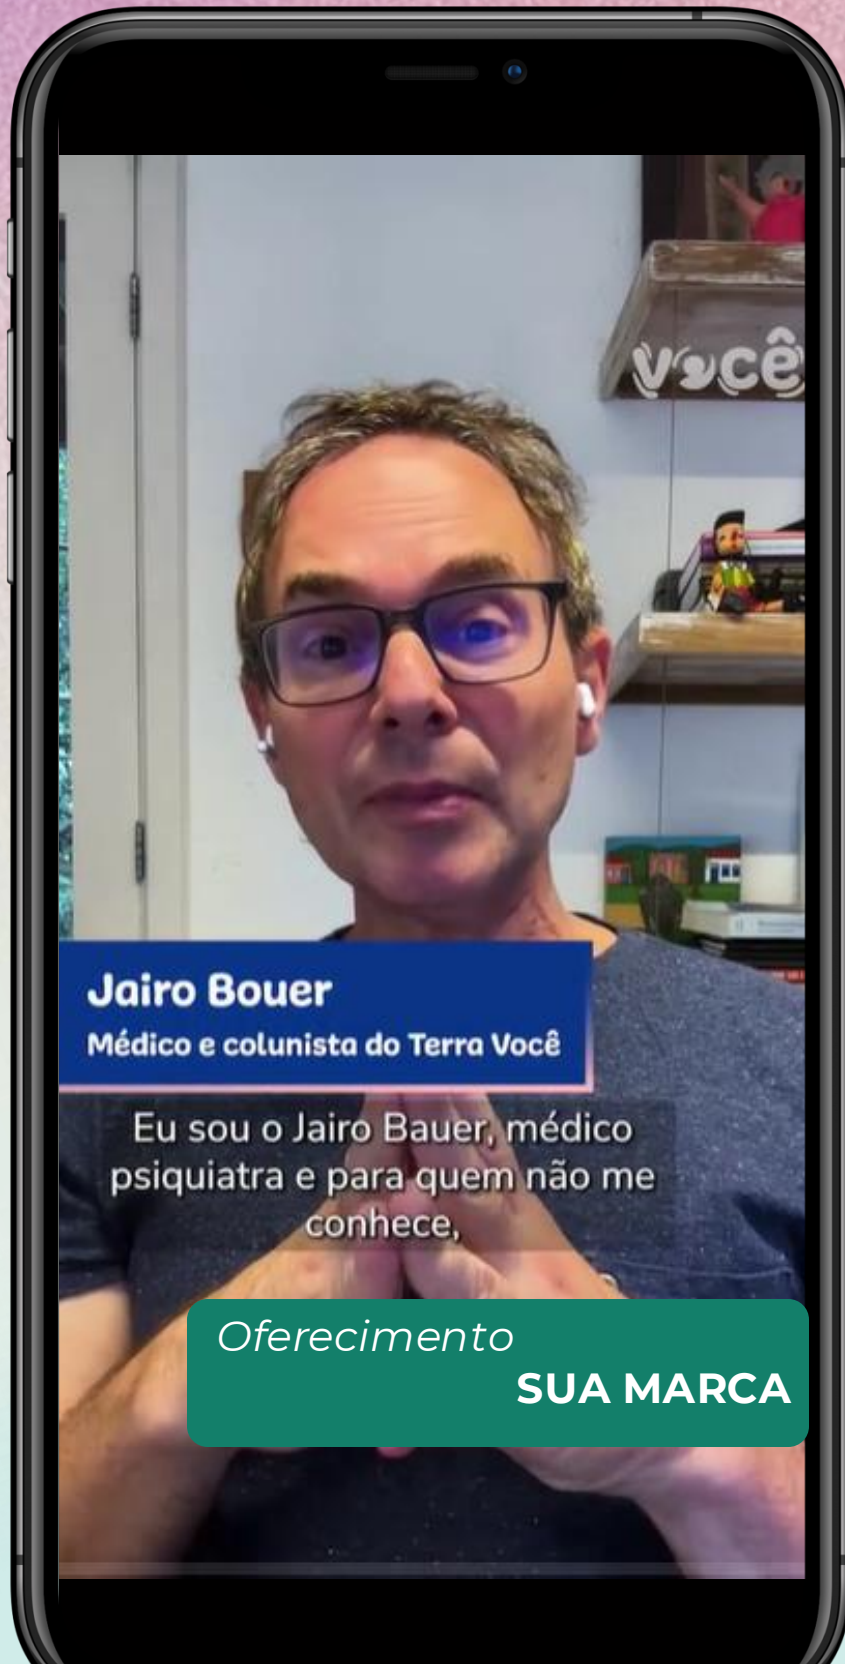 você
Jairo Bouer
Médico e colunista do Terra Você
Eu sou o Jairo Bauer, médico
psiquiatra e para quem não me
conhece,
Oferecimento
SUA MARCA